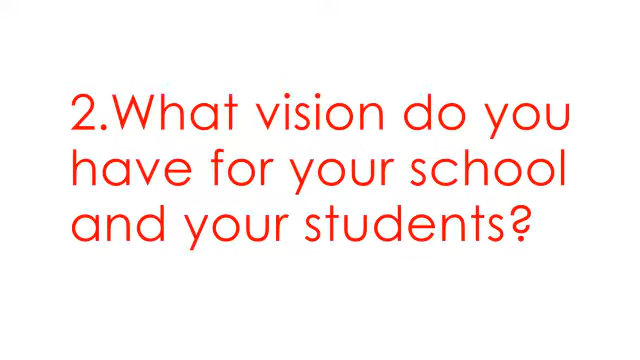 2.What vision do you
have for your school
and your students?